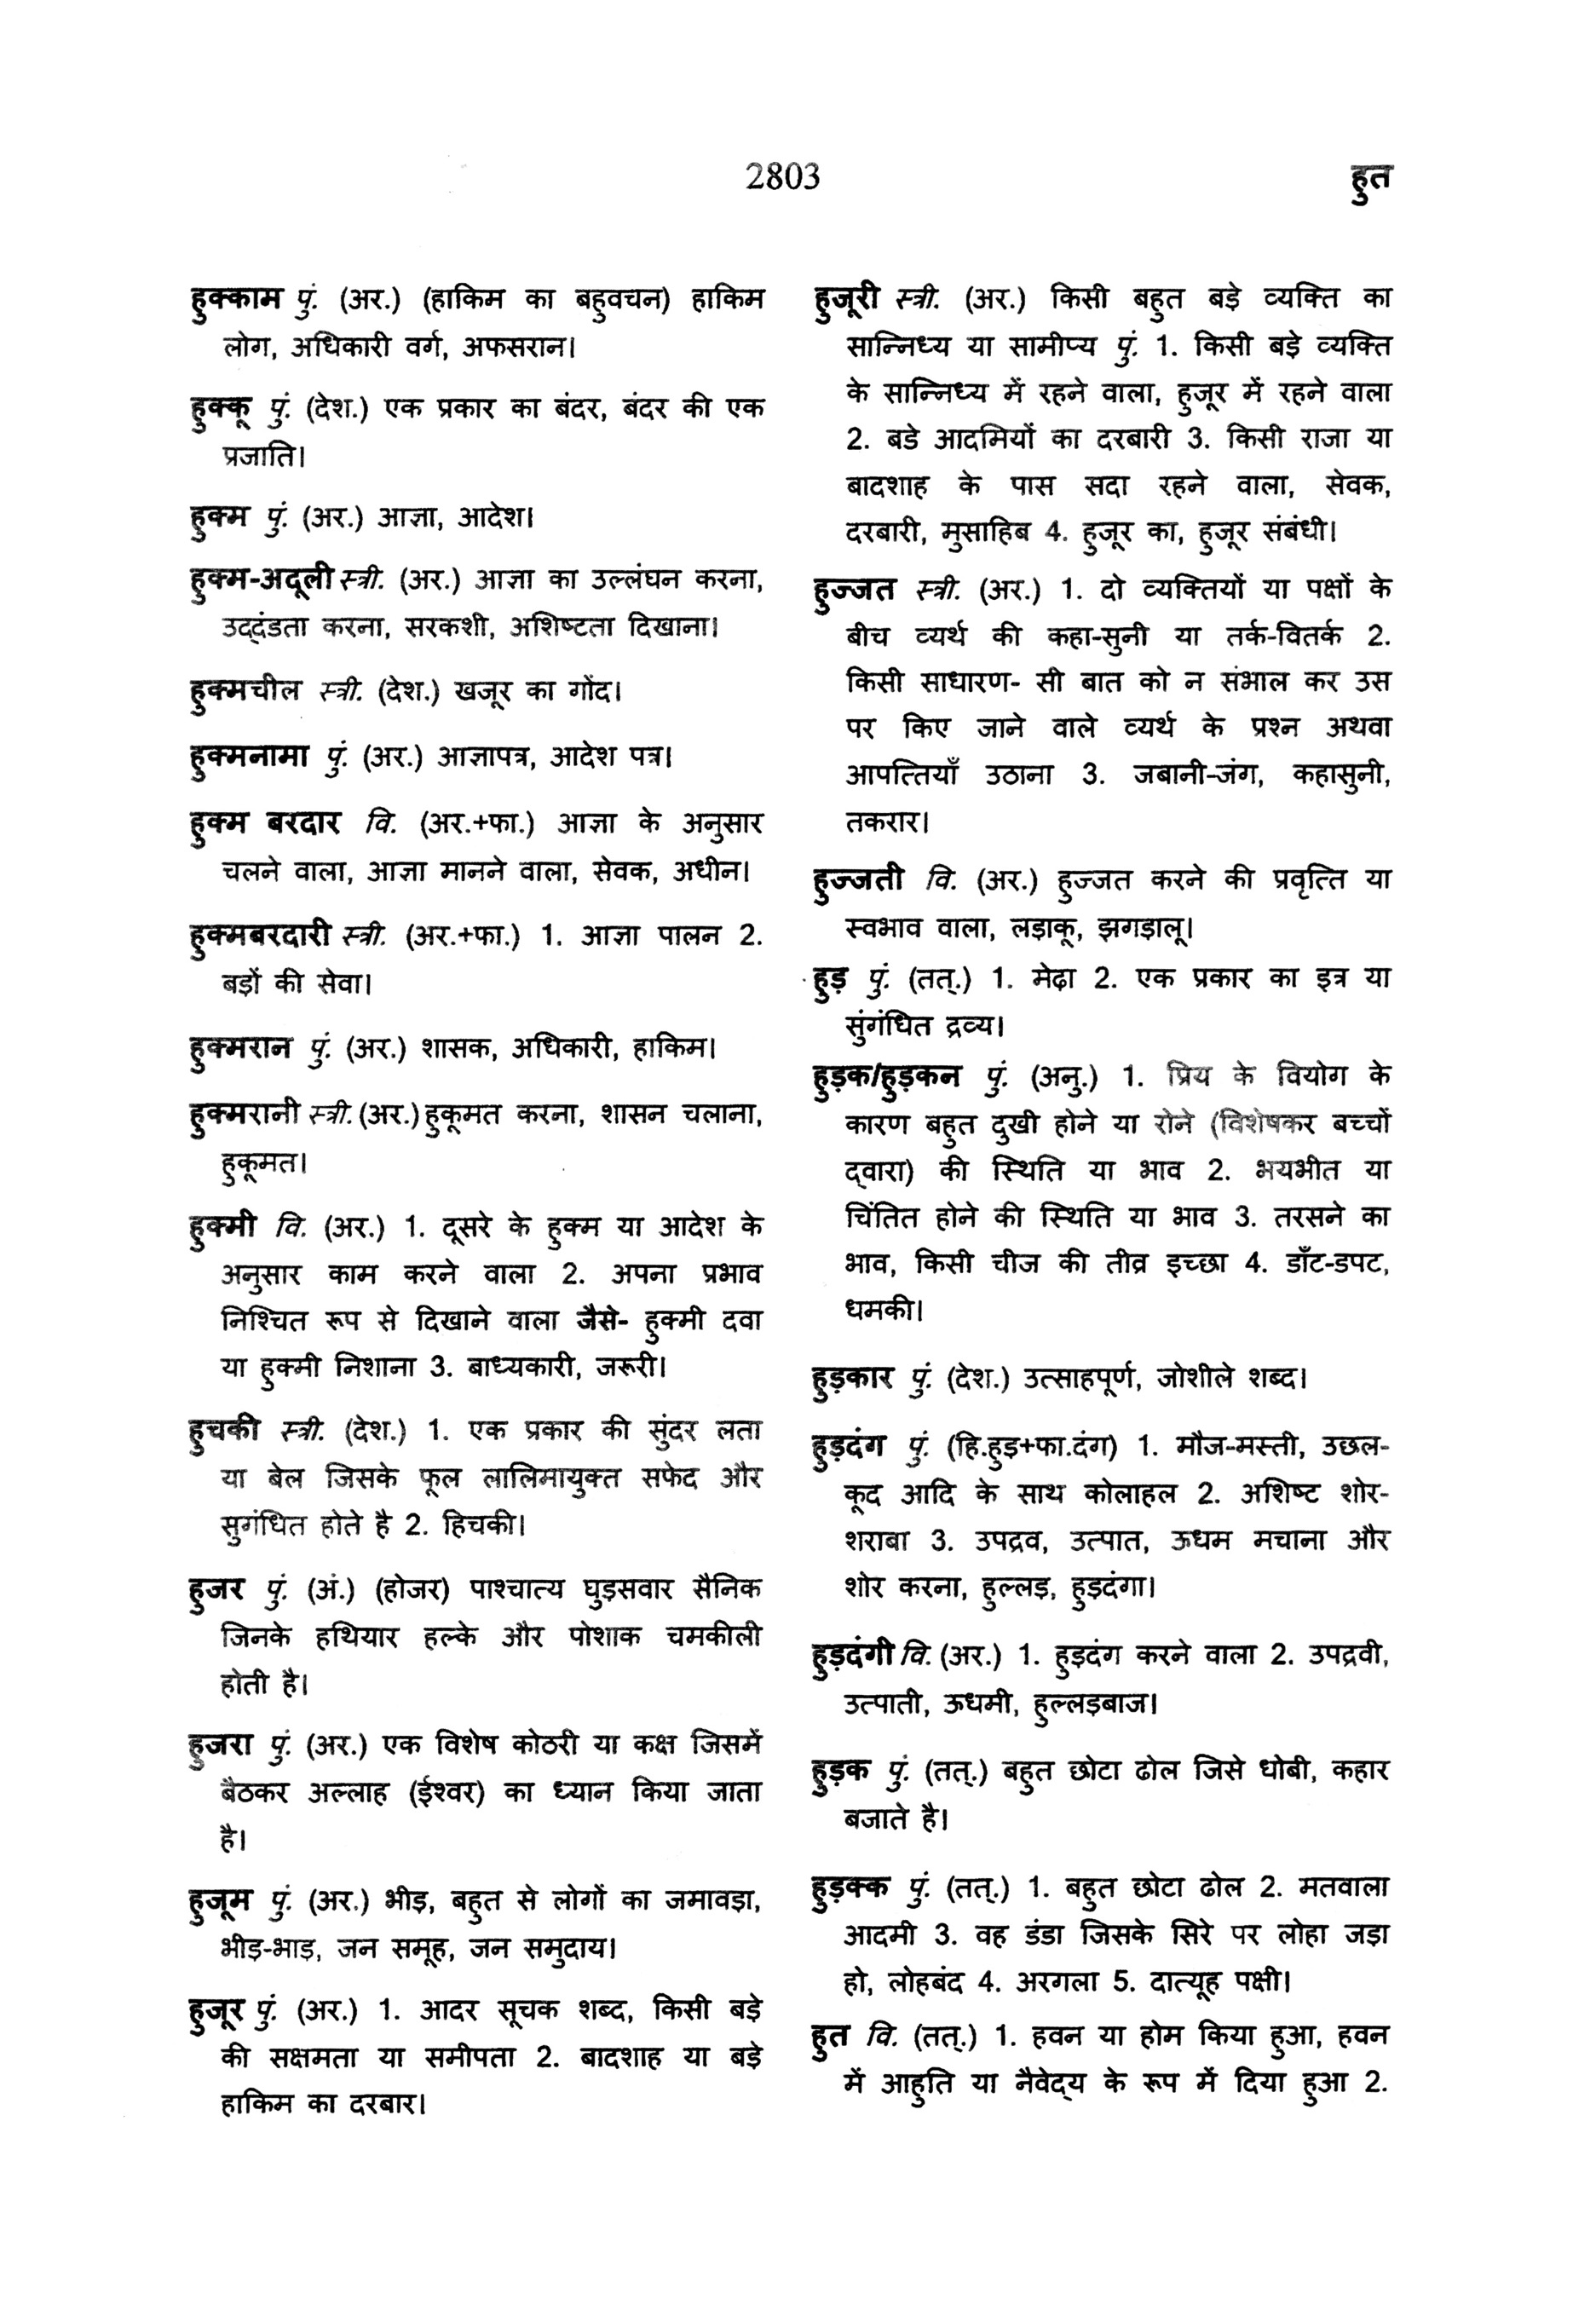 2803
हुत
हुक्काम पुं. (अर.) (हाकिम का बहुवचन) हाकिम
लोग, अधिकारी वर्ग, अफसरान।
हुक्कू पुं. (देश.) एक प्रकार का बंदर, बंदर की एक
प्रजाति।
हुक्म पुं. (अर.) आज्ञा, आदेश।
हुक्म-अदूली स्त्री. (अर.) आज्ञा का उल्लंघन करना,
उद्दंडता करना, सरकशी, अशिष्टता दिखाना।
हुक्मचील स्त्री. (देश.) खजूर का गोंद।
हुक्मनामा पुं. (अर.) आज्ञापत्र, आदेश पत्र।
हुक्म बरदार वि. (अर.+फा.) आज्ञा के अनुसार
चलने वाला, आज्ञा मानने वाला, सेवक, अधीन।
हुक्मबरदारी स्त्री. (अर.+फा.) 1. आज्ञा पालन 2.
बड़ों की सेवा।
हुक्मरान पुं. (अर.) शासक, अधिकारी, हाकिम।
हुक्मरानी स्त्री. (अर.) हुकूमत करना, शासन चलाना,
हुकूमत।
हुक्मी वि. (अर.) 1. दूसरे के हुक्म या आदेश के
अनुसार काम करने वाला 2. अपना प्रभाव
निश्चित रूप से दिखाने वाला जैसे- हुक्मी दवा
या हुक्मी निशाना 3. बाध्यकारी, जरूरी।
हुचकी स्त्री. (देश.) 1. एक प्रकार की सुंदर लता
या बेल जिसके फूल लालिमायुक्त सफेद और
सुगंधित होते है 2. हिचकी।
हुजर पुं. (अं.) (होजर) पाश्चात्य घुड़सवार सैनिक
जिनके हथियार हल्के और पोशाक चमकीली
होती है।
हुजरा पुं. (अर.) एक विशेष कोठरी या कक्ष जिसमें
बैठकर अल्लाह (ईश्वर) का ध्यान किया जाता
है।
हुजूम पुं. (अर.) भीड़, बहुत से लोगों का जमावड़ा,
भीड़-भाड़, जन समूह, जन समुदाय।
हुजूर पुं. (अर.) 1. आदर सूचक शब्द, किसी बड़े
की सक्षमता या समीपता 2. बादशाह या बड़े
हाकिम का दरबार।
हुजूरी स्त्री. (अर.) किसी बहुत बड़े व्यक्ति का
सान्निध्य या सामीप्य पुं. 1. किसी बड़े व्यक्ति
के सान्निध्य में रहने वाला, हुजूर में रहने वाला
2. बडे आदमियों का दरबारी 3. किसी राजा या
बादशाह के पास सदा रहने वाला, सेवक,
दरबारी, मुसाहिब 4. हुजूर का, हुजूर संबंधी।
हुज्जत स्त्री. (अर.) 1. दो व्यक्तियों या पक्षों के
बीच व्यर्थ की कहा-सुनी या तर्क-वितर्क 2.
किसी साधारण- सी बात को न संभाल कर उस
पर किए जाने वाले व्यर्थ के प्रश्न अथवा
आपत्तियाँ उठाना 3. जबानी-जंग, कहासुनी,
तकरार।
हुज्जती वि. (अर.) हुज्जत करने की प्रवृत्ति या
स्वभाव वाला, लड़ाकू, झगड़ालू।
हुड़ पुं. (तत्.) 1. मेढ़ा 2. एक प्रकार का इत्र या
सुंगंधित द्रव्य।
हुड़क/हुड़कन पुं. (अनु.) 1. प्रिय के वियोग के
कारण बहुत दुखी होने या रोने (विशेषकर बच्चों
द्वारा) की स्थिति या भाव 2. भयभीत या
चिंतित होने की स्थिति या भाव 3. तरसने का
भाव, किसी चीज की तीव्र इच्छा 4. डाँट-डपट,
धमकी।
हुड़कार पुं. (देश.) उत्साहपूर्ण, जोशीले शब्द।
हुड़दंग पुं. (हि.हुड़+फा.दंग) 1. मौज-मस्ती, उछल-
कूद आदि के साथ कोलाहल 2. अशिष्ट शोर-
शराबा 3. उपद्रव, उत्पात, ऊधम मचाना और
शोर करना, हुल्लड़, हुड़दंगा।
हुड़दंगी वि. (अर.) 1. हुड़दंग करने वाला 2. उपद्रवी,
उत्पाती, ऊधमी, हुल्लड़बाज।
हुड़क पुं. (तत्.) बहुत छोटा ढोल जिसे धोबी, कहार
बजाते है।
हुड़क्क पुं. (तत्.) 1. बहुत छोटा ढोल 2. मतवाला
आदमी 3. वह डंडा जिसके सिरे पर लोहा जड़ा
हो, लोहबंद 4. अरगला 5. दात्यूह पक्षी।
हुत वि. (तत्.) 1. हवन या होम किया हुआ, हवन
में आहुति या नैवेद्य के रूप में दिया हुआ 2.